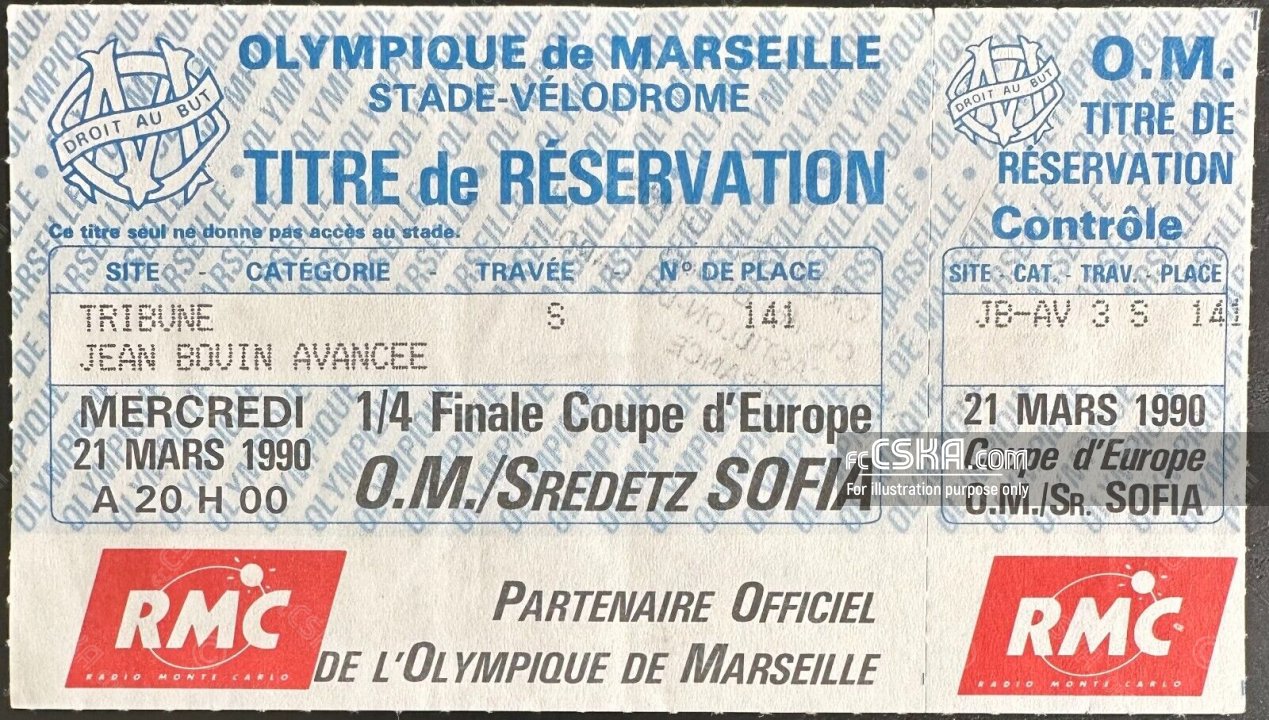 DROIT AU BUT
OLYMPIQUE de MARSEILLE
STADE-VÉLODROME
TITRE de RÉSERVATION
Ce titre seul ne donne pas accès au stade.
SITE - CATÉGORIE - TRAVÉE - N° DE PLACE
TRIBUNE S 141
JEAN BOUIN AVANCEE
MERCREDI
21 MARS 1990
A 20 H 00
1/4 Finale Coupe d'Europe
O.M./SREDETZ SOFIA
RMC
RADIO MONTE CARLO
PARTENAIRE OFFICIEL
DE L'OLYMPIQUE DE MARSEILLE
DROIT AU BUT
O.M.
TITRE DE
RÉSERVATION
Contrôle
SITE - CAT. - TRAV. - PLACE
JB-AV 3 S 141
21 MARS 1990
Coupe d'Europe
O.M./SR. SOFIA
fcCSKA.com
For illustration purpose only
RMC
RADIO MONTE CARLO